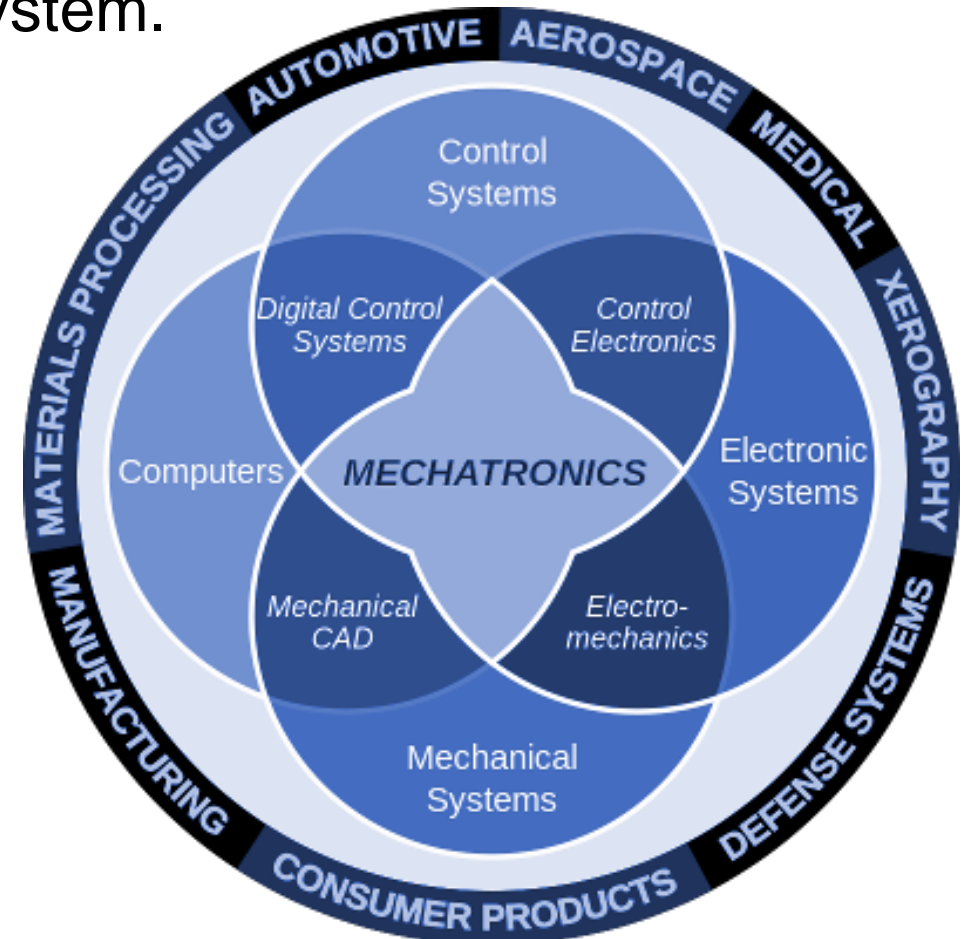 ystem.
AUTOMOTIVE
AEROSPACE
MEDICAL
XEROGRAPHY
DEFENSE SYSTEMS
CONSUMER PRODUCTS
MANUFACTURING
MATERIALS PROCESSING
Control
Systems
Digital Control
Systems
Control
Electronics
Computers
MECHATRONICS
Electronic
Systems
Mechanical
CAD
Electro-
mechanics
Mechanical
Systems